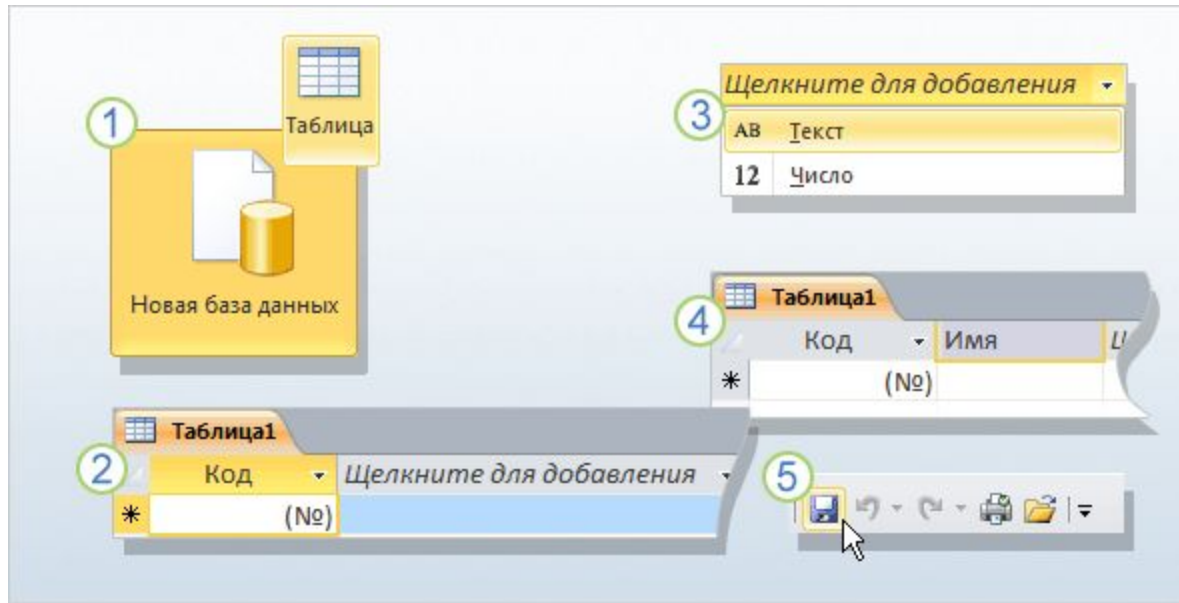 1
Таблица
Новая база данных
2
Таблица1
Код
Щелкните для добавления
(№)
3
Щелкните для добавления
AB Текст
12 Число
4
Таблица1
Код
Имя
(№)
5